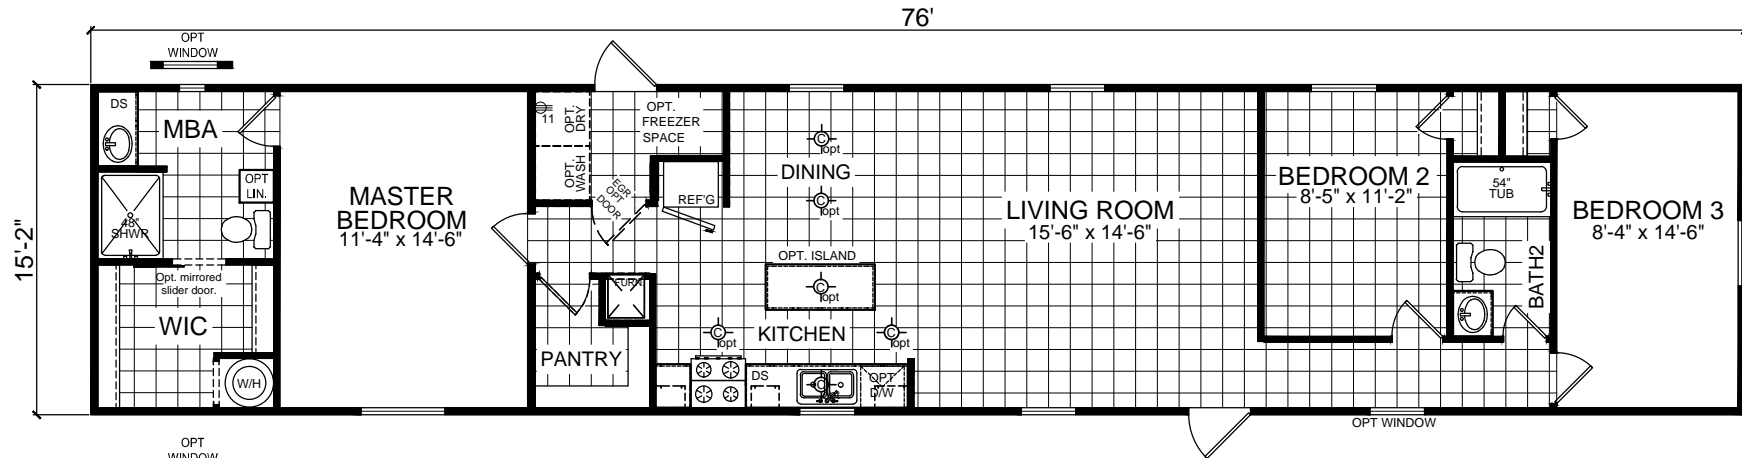 76'
OPT
WINDOW
15'-2"
DS
MBA
OPT
LIN.
48"
SHWR
Opt. mirrored
slider door.
WIC
W/H
OPT
WINDOW
MASTER
BEDROOM
11'-4" x 14'-6"
11
OPT.
DRY
OPT.
WASH
OPT.
FREEZER
SPACE
EGR
OPT
DOOR
REF'G
FURN.
PANTRY
opt
DINING
opt
OPT. ISLAND
opt
KITCHEN
opt
opt
DS
OPT
D/W
LIVING ROOM
15'-6" x 14'-6"
BEDROOM 2
8'-5" x 11'-2"
54"
TUB
BATH2
BEDROOM 3
8'-4" x 14'-6"
OPT WINDOW